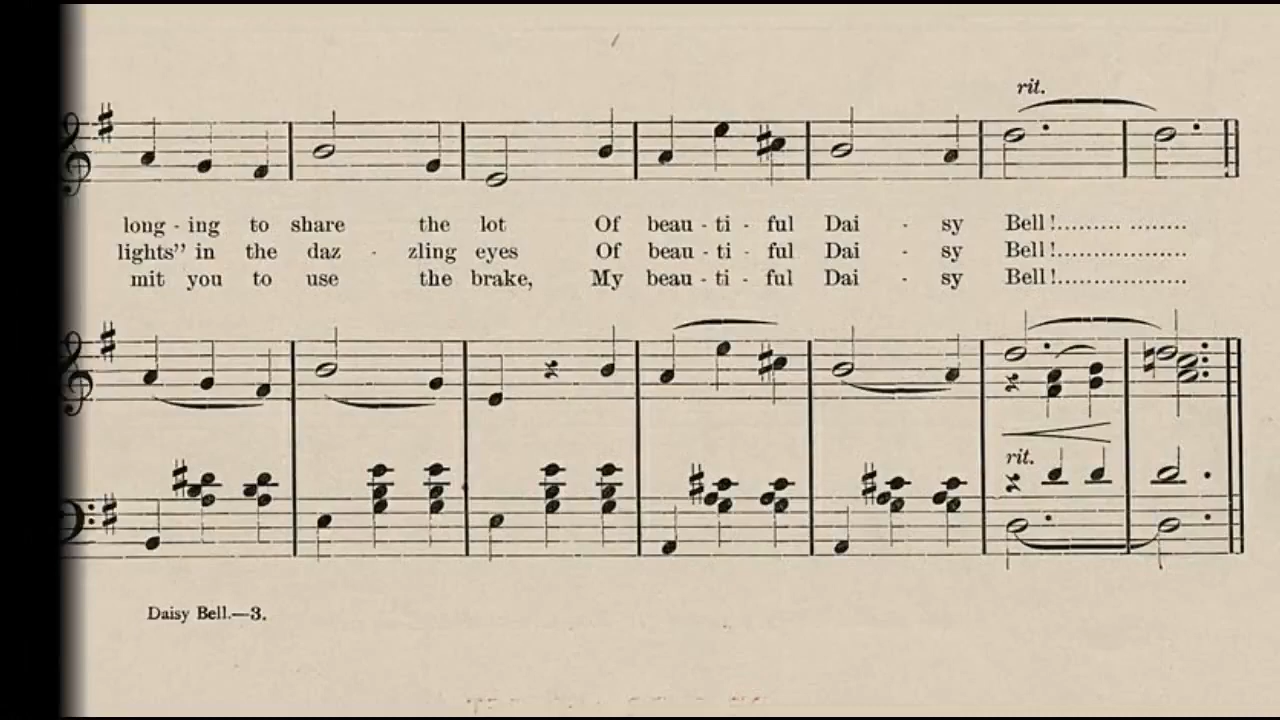 rit.
long - ing to share the lot Of beau - ti - ful Dai - sy Bell!......... ........
lights” in the daz - zling eyes Of beau - ti - ful Dai - sy Bell!...................
mit you to use the brake, My beau - ti - ful Dai - sy Bell!...................
rit.
Daisy Bell.—3.